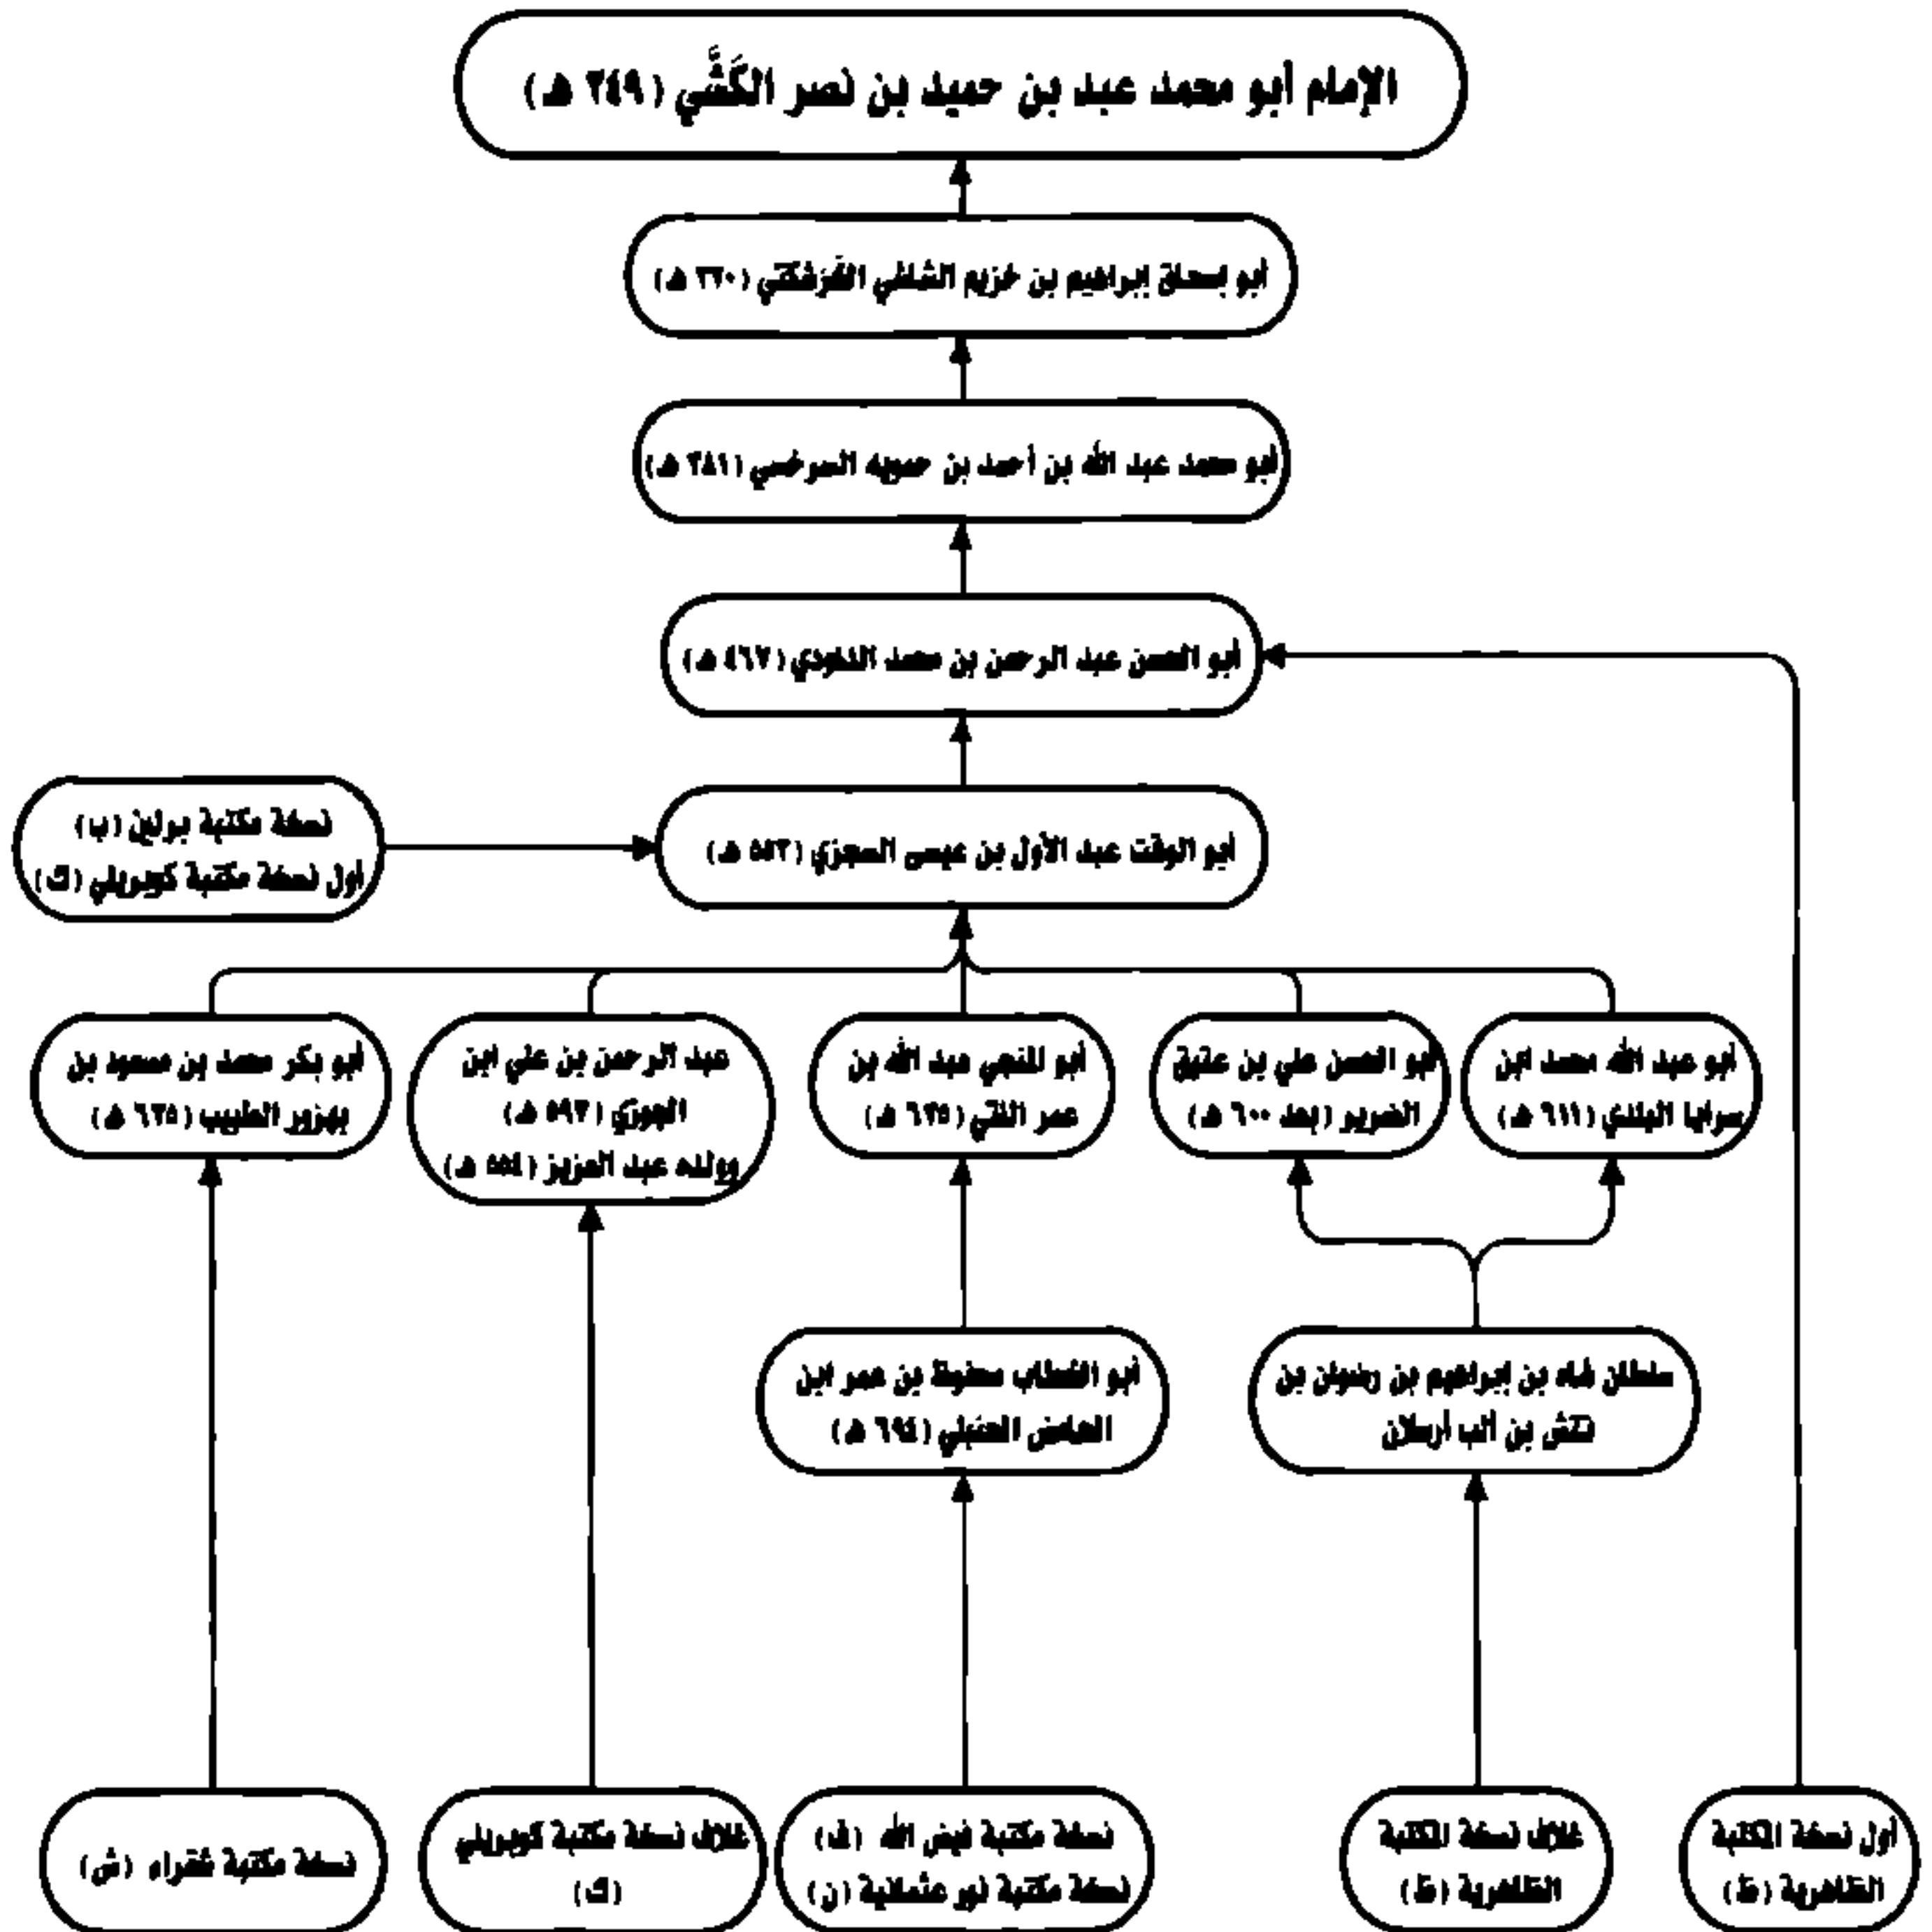 الإمام أبو محمد عبد بن حميد بن نصر الكَشِّي (٢٤٩ هـ)
أبو إسحاق إبراهيم بن خزيم الشاشي (٣٢٠ هـ)
أبو محمد عبد الله بن أحمد بن حمويه السرخسي (٣٨١ هـ)
أبو الحسن عبد الرحمن بن محمد الداودي (٤٦٧ هـ)
نسخة مكتبة برلين (ب)
أول نسخة مكتبة كوبريلي (ك)
أبو الوقت عبد الأول بن عيسى السجزي (٥٥٣ هـ)
أبو عبد الله محمد ابن
البلدي (٦١١ هـ)
أبو الحسن علي بن عتيق
الضرير (بعد ٦٠٠ هـ)
أبو المنجى عبد الله بن
عمر اللتي (٦٣٥ هـ)
عبد الرحمن بن علي ابن
الجوزي (٥٩٧ هـ)
وولده عبد العزيز (٥٥٤ هـ)
أبو بكر محمد بن مسعود بن
بهروز الطبيب (٦٣٥ هـ)
سلطان شاه بن إبراهيم بن رضوان بن
تتش بن ألب أرسلان
أبو الخطاب محفوظ بن عمر ابن
الحامض الحنبلي (٦٩٤ هـ)
أول نسخة المكتبة
الظاهرية (ظ)
غلاف نسخة المكتبة
الظاهرية (ظ)
نسخة مكتبة فيض الله
نسخة مكتبة نور عثمانية (ن)
غلاف نسخة مكتبة كوبريلي
(ك)
نسخة مكتبة شقراء (ش)